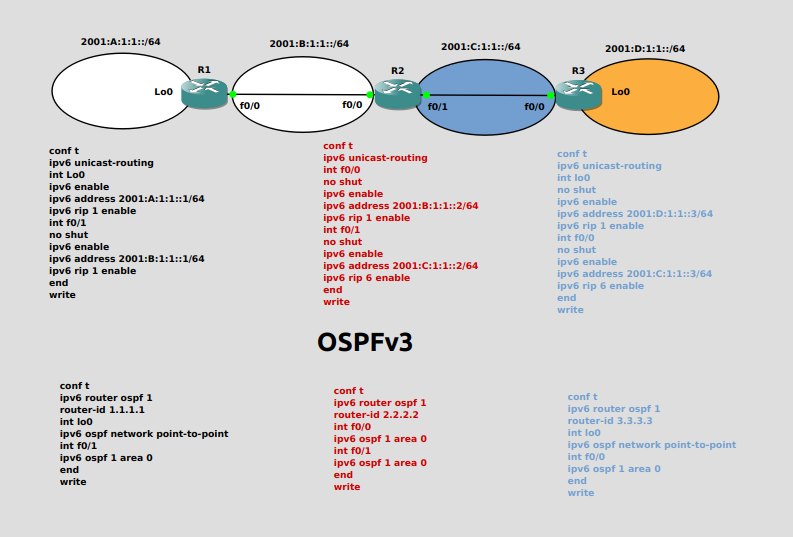 2001:A:1:1::/64
2001:B:1:1::/64
2001:C:1:1::/64
2001:D:1:1::/64
R1
R2
R3
Lo0
f0/0
f0/0
f0/1
f0/0
Lo0
conf t
ipv6 unicast-routing
int Lo0
ipv6 enable
ipv6 address 2001:A:1:1::1/64
ipv6 rip 1 enable
int f0/1
no shut
ipv6 enable
ipv6 address 2001:B:1:1::1/64
ipv6 rip 1 enable
end
write
conf t
ipv6 unicast-routing
int f0/0
no shut
ipv6 enable
ipv6 address 2001:B:1:1::2/64
ipv6 rip 1 enable
int f0/1
no shut
ipv6 enable
ipv6 address 2001:C:1:1::2/64
ipv6 rip 6 enable
end
write
conf t
ipv6 unicast-routing
int lo0
no shut
ipv6 enable
ipv6 address 2001:D:1:1::3/64
ipv6 rip 1 enable
int f0/0
no shut
ipv6 enable
ipv6 address 2001:C:1:1::3/64
ipv6 rip 6 enable
end
write
OSPFv3
conf t
ipv6 router ospf 1
router-id 1.1.1.1
int lo0
ipv6 ospf network point-to-point
int f0/1
ipv6 ospf 1 area 0
end
write
conf t
ipv6 router ospf 1
router-id 2.2.2.2
int f0/0
ipv6 ospf 1 area 0
int f0/1
ipv6 ospf 1 area 0
end
write
conf t
ipv6 router ospf 1
router-id 3.3.3.3
int lo0
ipv6 ospf network point-to-point
int f0/0
ipv6 ospf 1 area 0
end
write